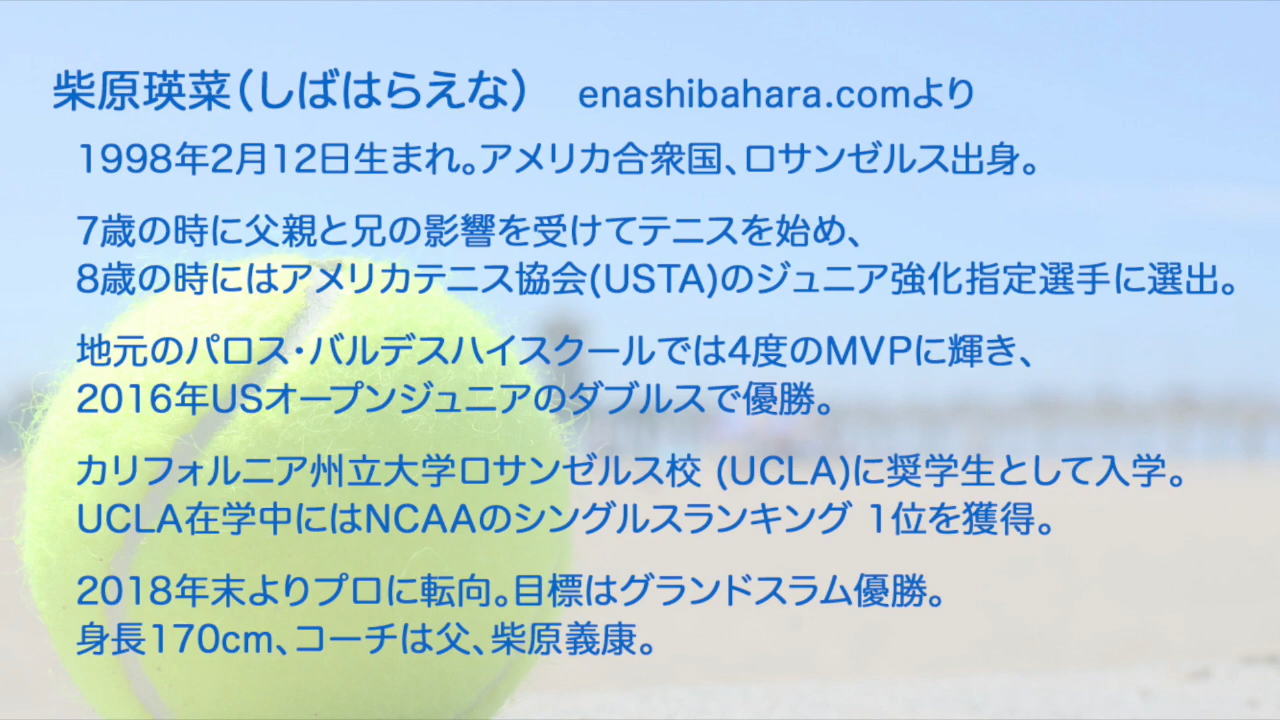 柴原瑛菜（しばはらえな） enashibahara.comより
1998年2月12日生まれ。アメリカ合衆国、ロサンゼルス出身。
7歳の時に父親と兄の影響を受けてテニスを始め、
8歳の時にはアメリカテニス協会(USTA)のジュニア強化指定選手に選出。
地元のパロス・バルデスハイスクールでは4度のMVPに輝き、
2016年USオープンジュニアのダブルスで優勝。
カリフォルニア州立大学ロサンゼルス校 (UCLA)に奨学生として入学。
UCLA在学中にはNCAAのシングルスランキング 1位を獲得。
2018年末よりプロに転向。目標はグランドスラム優勝。
身長170cm、コーチは父、柴原義康。